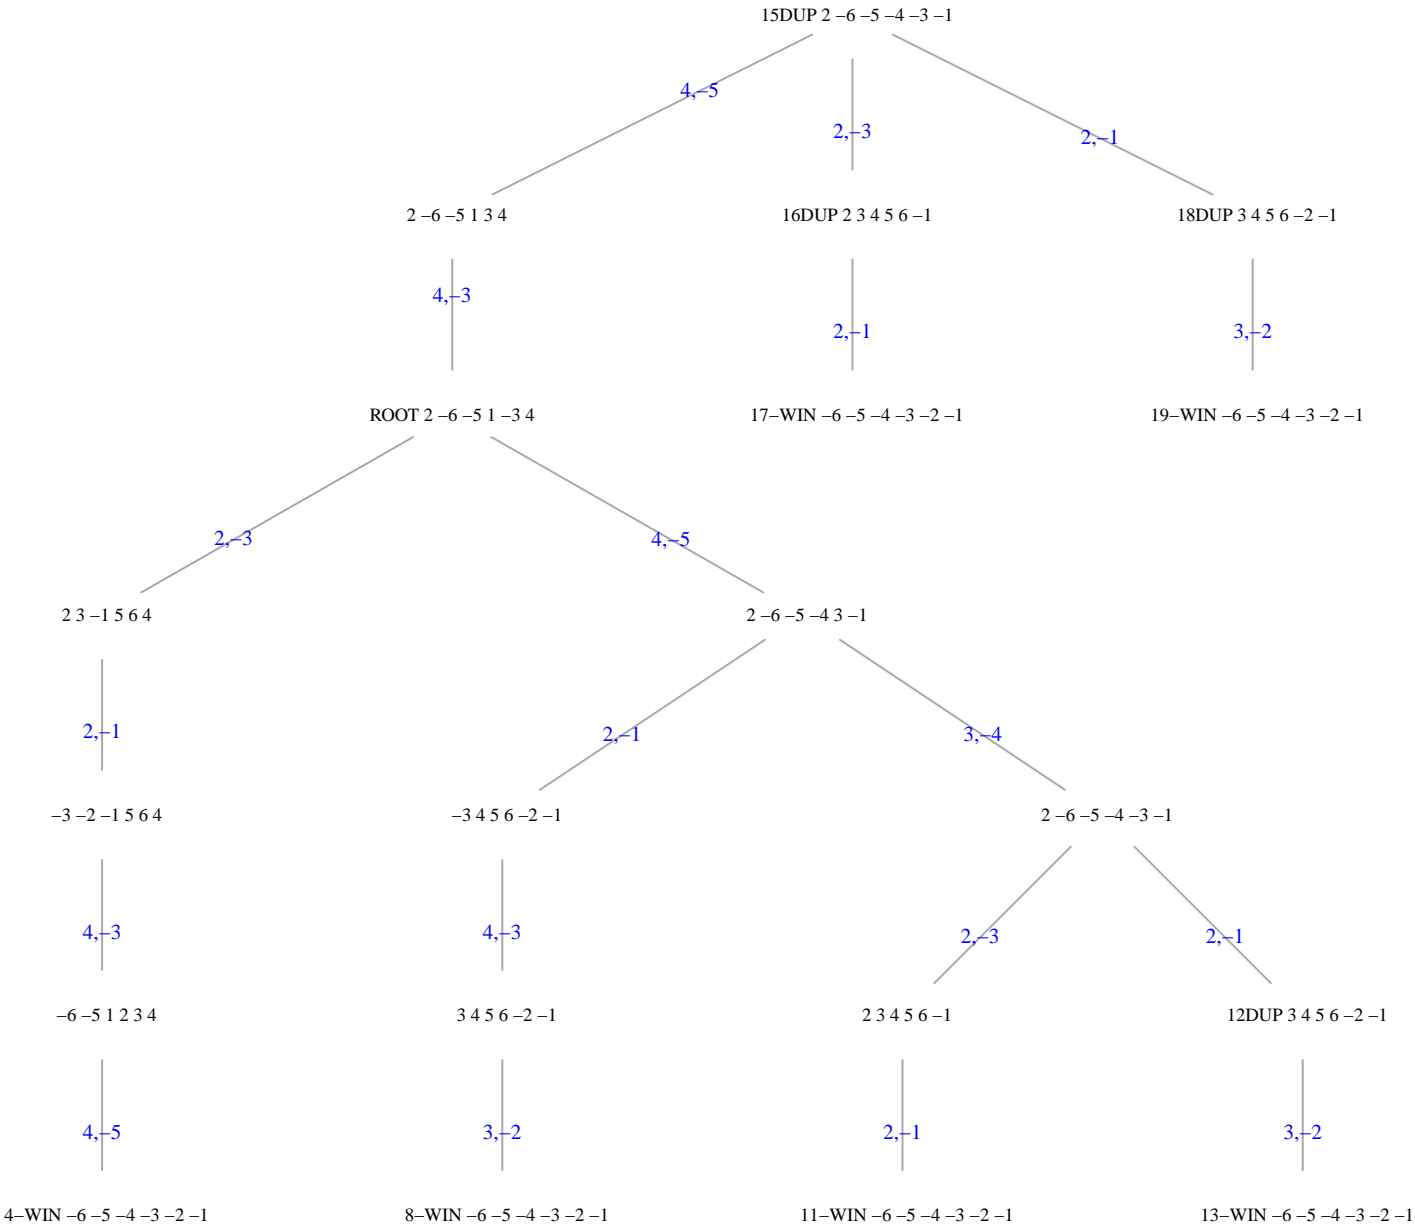 15DUP 2 −6 −5 −4 −3 −1
4,−5
2,−3
2,−1
2 −6 −5 1 3 4
16DUP 2 3 4 5 6 −1
18DUP 3 4 5 6 −2 −1
4,−3
2,−1
3,−2
ROOT 2 −6 −5 1 −3 4
17−WIN −6 −5 −4 −3 −2 −1
19−WIN −6 −5 −4 −3 −2 −1
2,−3
4,−5
2 3 −1 5 6 4
2 −6 −5 −4 3 −1
2,−1
2,−1
3,−4
−3 −2 −1 5 6 4
−3 4 5 6 −2 −1
2 −6 −5 −4 −3 −1
4,−3
4,−3
2,−3
2,−1
−6 −5 1 2 3 4
3 4 5 6 −2 −1
2 3 4 5 6 −1
12DUP 3 4 5 6 −2 −1
4,−5
3,−2
2,−1
3,−2
4−WIN −6 −5 −4 −3 −2 −1
8−WIN −6 −5 −4 −3 −2 −1
11−WIN −6 −5 −4 −3 −2 −1
13−WIN −6 −5 −4 −3 −2 −1